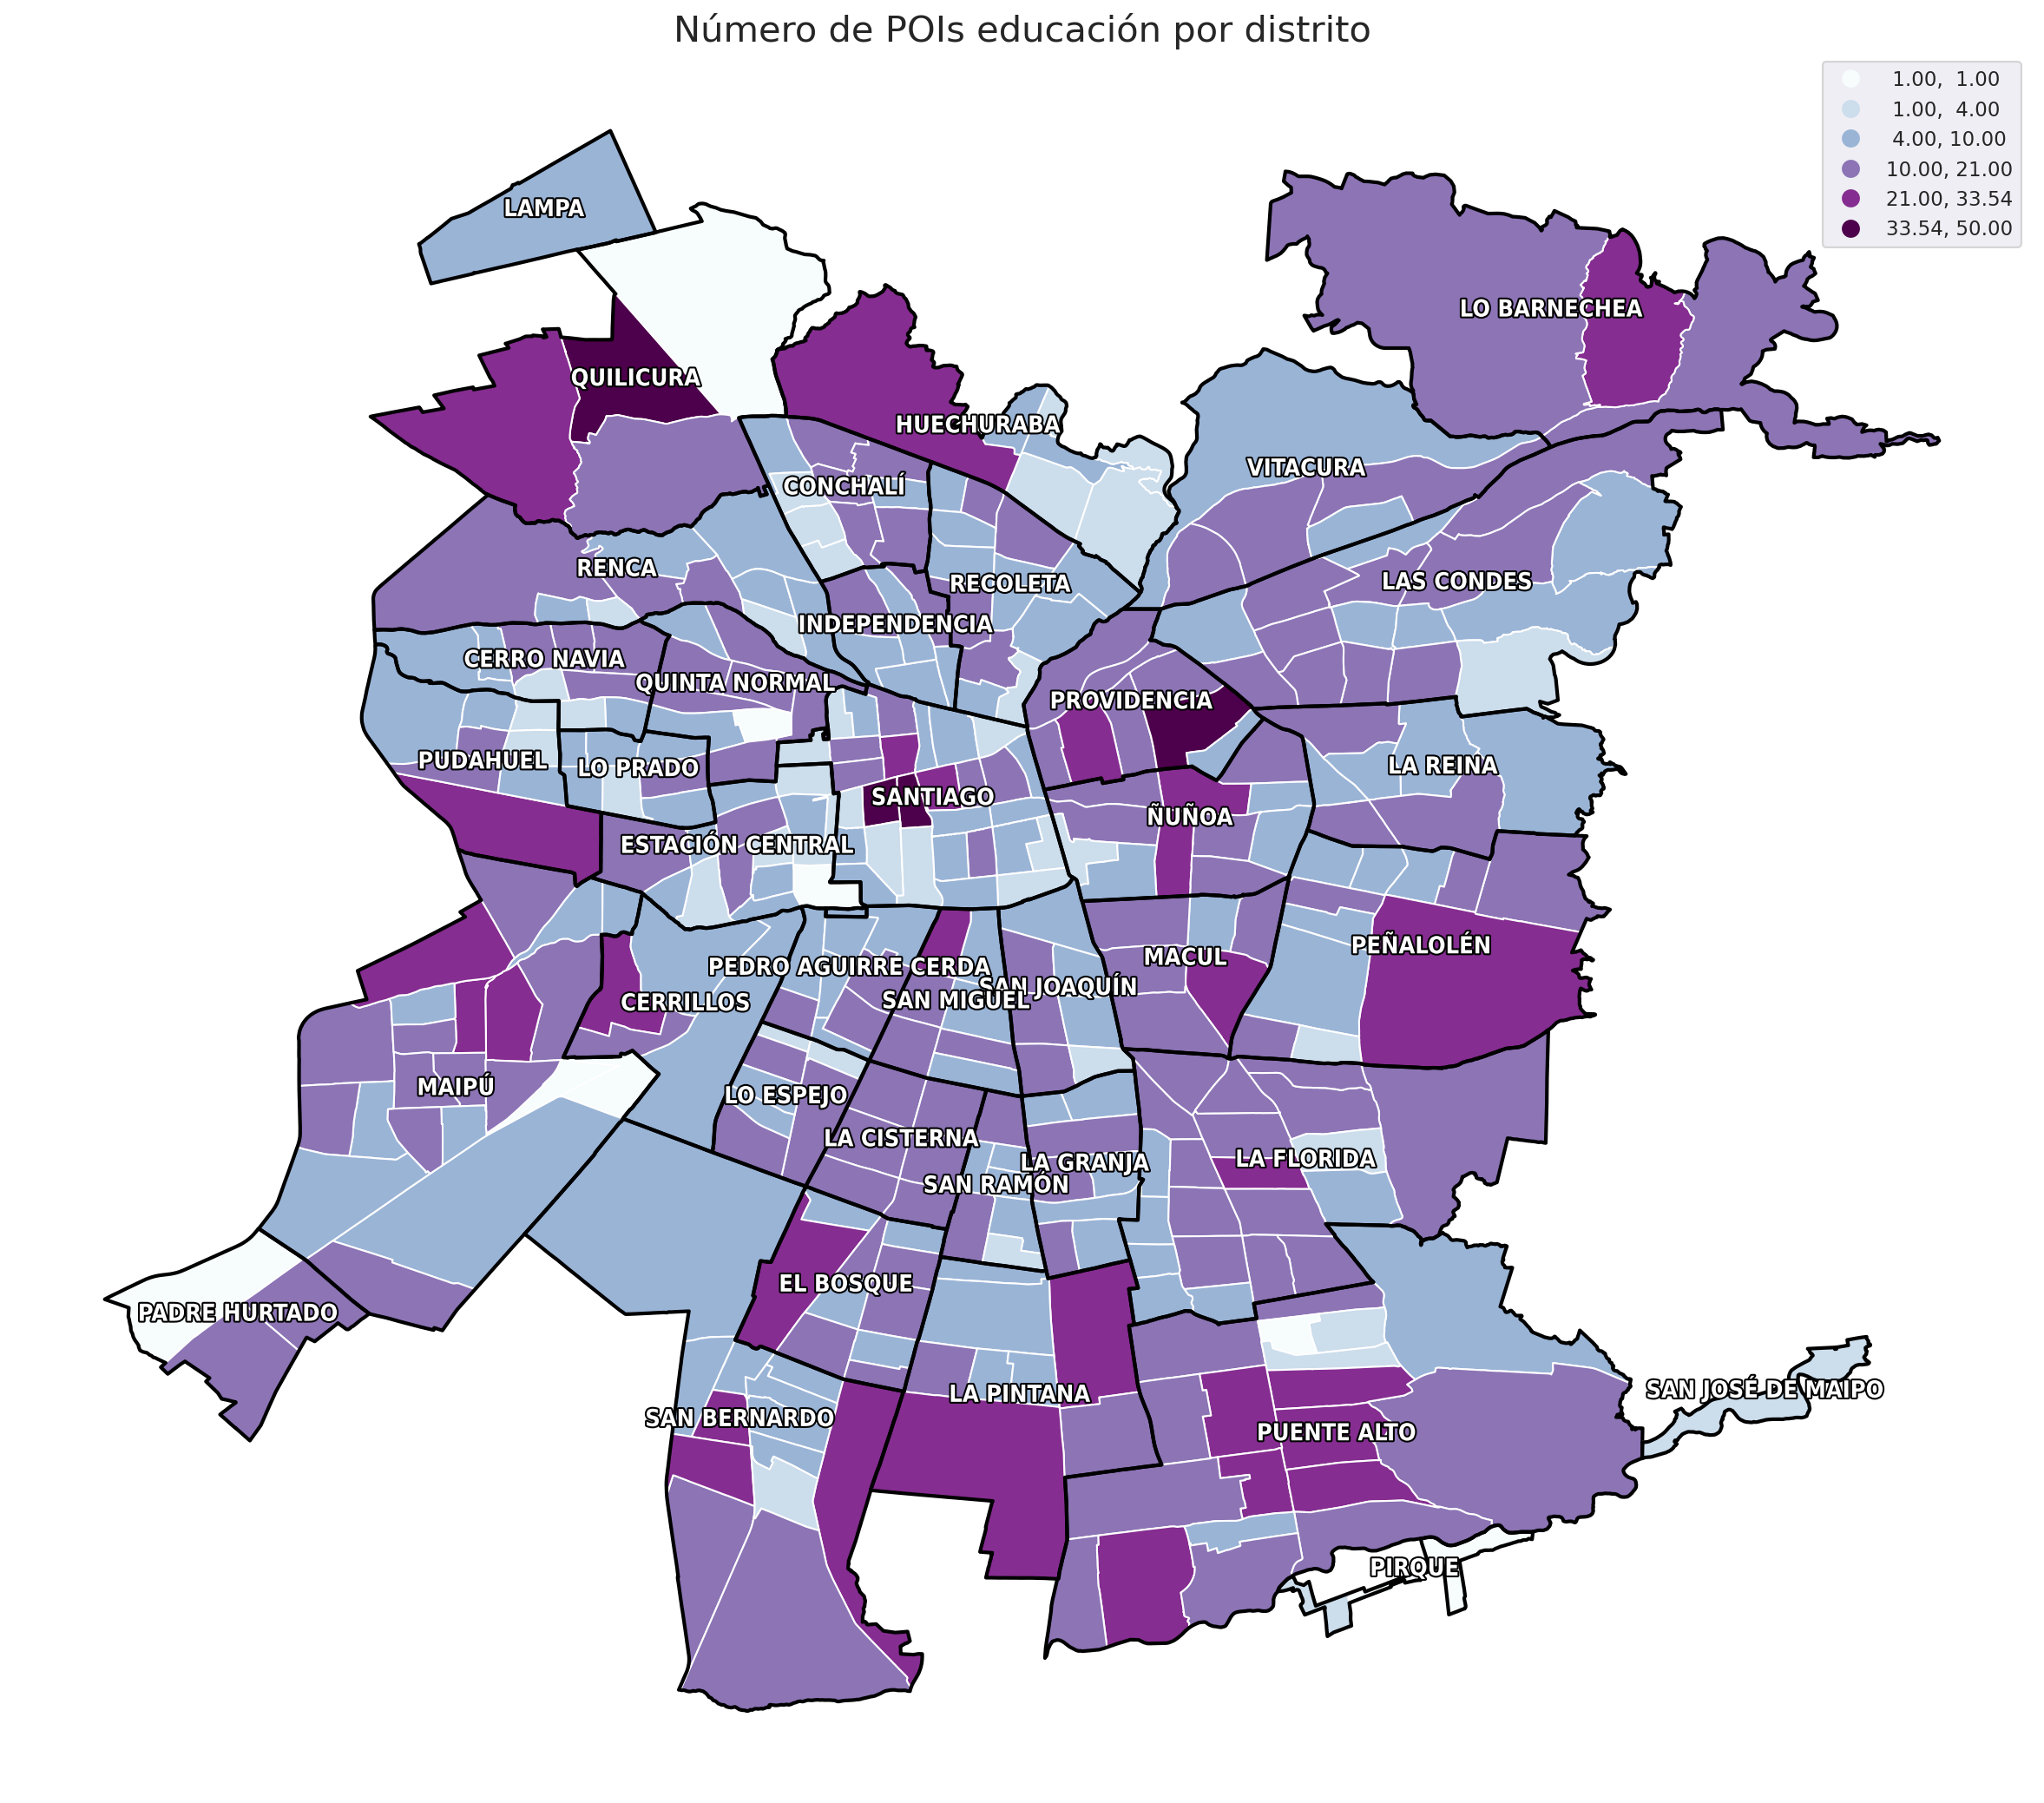 Número de POIs educación por distrito
1.00, 1.00
1.00, 4.00
4.00, 10.00
10.00, 21.00
21.00, 33.54
33.54, 50.00
LAMPA
LO BARNECHEA
QUILICURA
HUECHURABA
VITACURA
CONCHALÍ
RENCA
LAS CONDES
RECOLETA
INDEPENDENCIA
CERRO NAVIA
QUINTA NORMAL
PROVIDENCIA
PUDAHUEL
LO PRADO
LA REINA
SANTIAGO
ÑUÑOA
ESTACIÓN CENTRAL
PEÑALOLÉN
MACUL
PEDRO AGUIRRE CERDA
SAN JOAQUÍN
CERRILLOS
SAN MIGUEL
MAIPÚ
LO ESPEJO
LA CISTERNA
LA GRANJA
LA FLORIDA
SAN RAMÓN
EL BOSQUE
PADRE HURTADO
SAN JOSÉ DE MAIPO
LA PINTANA
SAN BERNARDO
PUENTE ALTO
PIRQUE